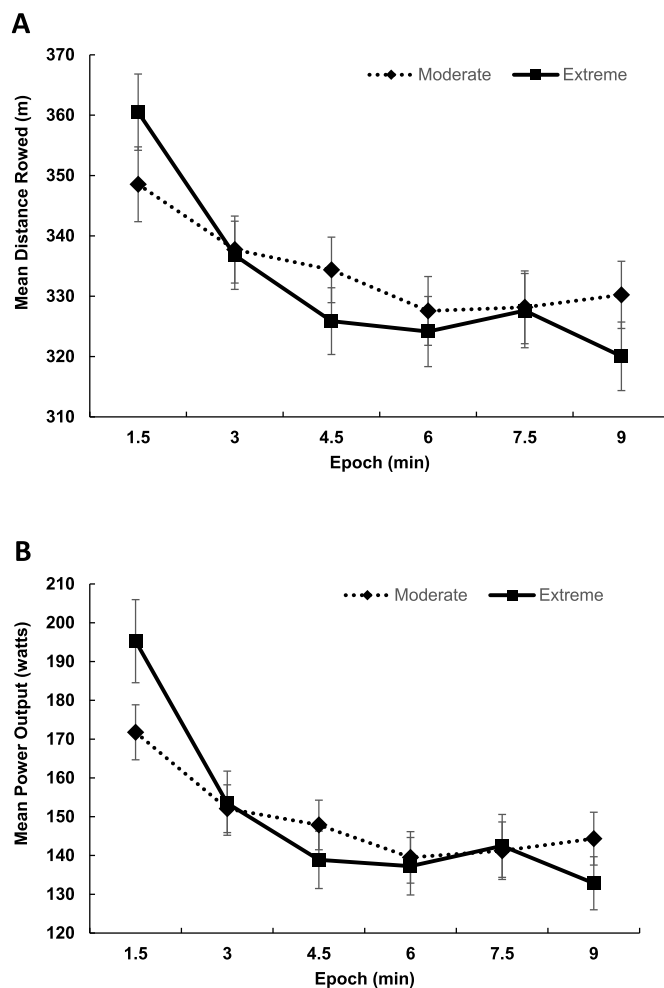 A
Mean Distance Rowed (m)
370
360
350
340
330
320
310
Moderate Extreme
1.5 3 4.5 6 7.5 9
Epoch (min)
B
Mean Power Output (watts)
210
200
190
180
170
160
150
140
130
120
Moderate Extreme
1.5 3 4.5 6 7.5 9
Epoch (min)